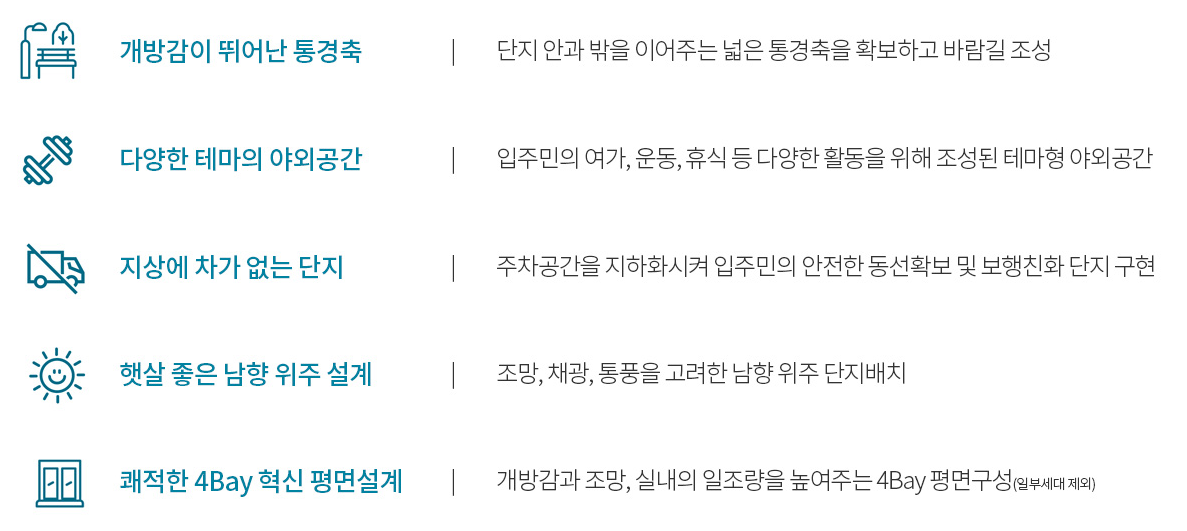 개방감이 뛰어난 통경축 | 단지 안과 밖을 이어주는 넓은 통경축을 확보하고 바람길 조성
다양한 테마의 야외공간 | 입주민의 여가, 운동, 휴식 등 다양한 활동을 위해 조성된 테마형 야외공간
지상에 차가 없는 단지 | 주차공간을 지하화시켜 입주민의 안전한 동선확보 및 보행친화 단지 구현
햇살 좋은 남향 위주 설계 | 조망, 채광, 통풍을 고려한 남향 위주 단지배치
쾌적한 4Bay 혁신 평면설계 | 개방감과 조망, 실내의 일조량을 높여주는 4Bay 평면구성(일부세대 제외)